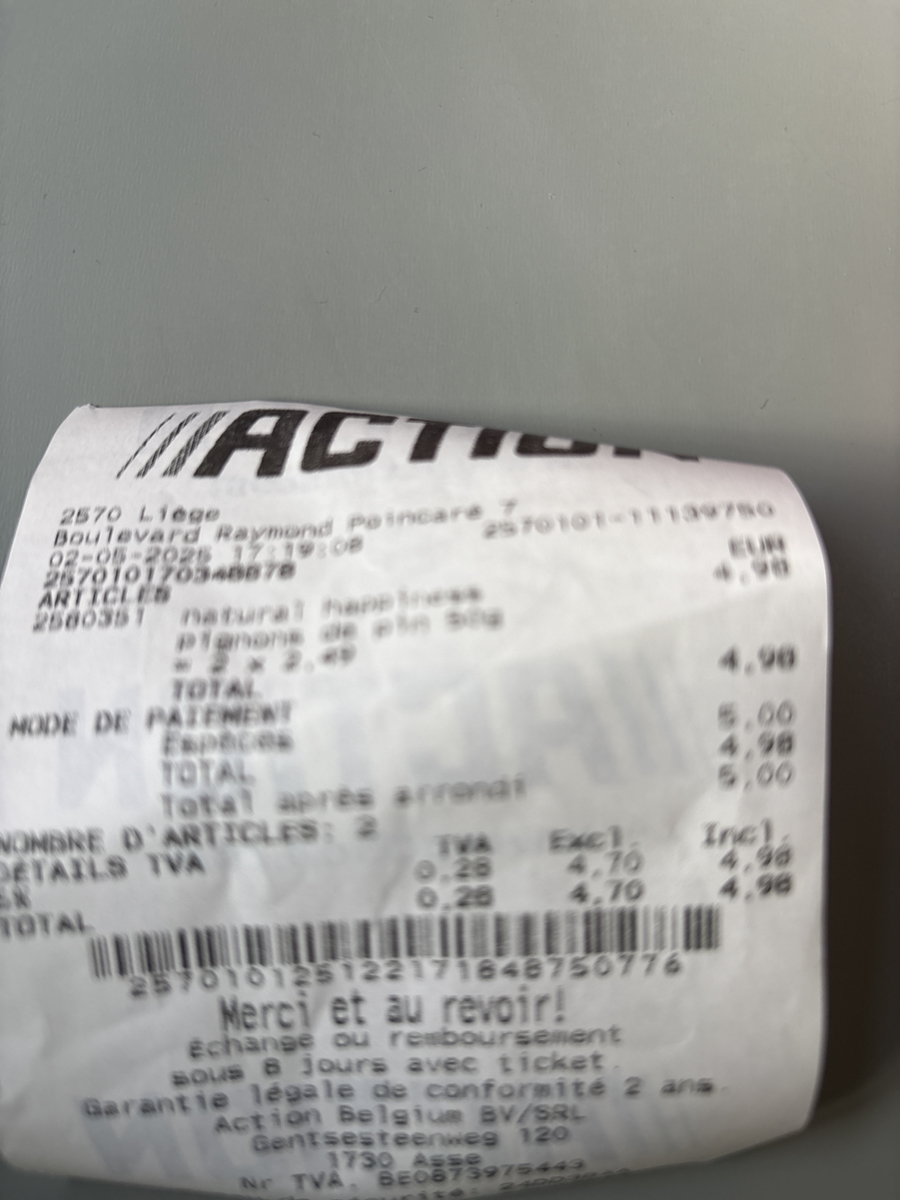 ///ACTION
2570 Liège
Boulevard Raymond Poincaré 7
02-05-2025 17:19:08 2570101-11139750
257010170348878 EUR
ARTICLES 4,98
2580351 natural happiness
pignons de pin 50g
= 2 x 2,49
TOTAL 4,98
MODE DE PAIEMENT
Espèces 5,00
TOTAL 4,98
Total après arrondi 5,00
NOMBRE D'ARTICLES: 2
DÉTAILS TVA TVA Excl. Incl.
0,28 4,70 4,98
TOTAL 0,28 4,70 4,98
257010125122171848750776
Merci et au revoir!
Échange ou remboursement
sous 8 jours avec ticket.
Garantie légale de conformité 2 ans.
Action Belgium BV/SRL
Gentsesteenweg 120
1730 Asse
Nr TVA. BE0873975443